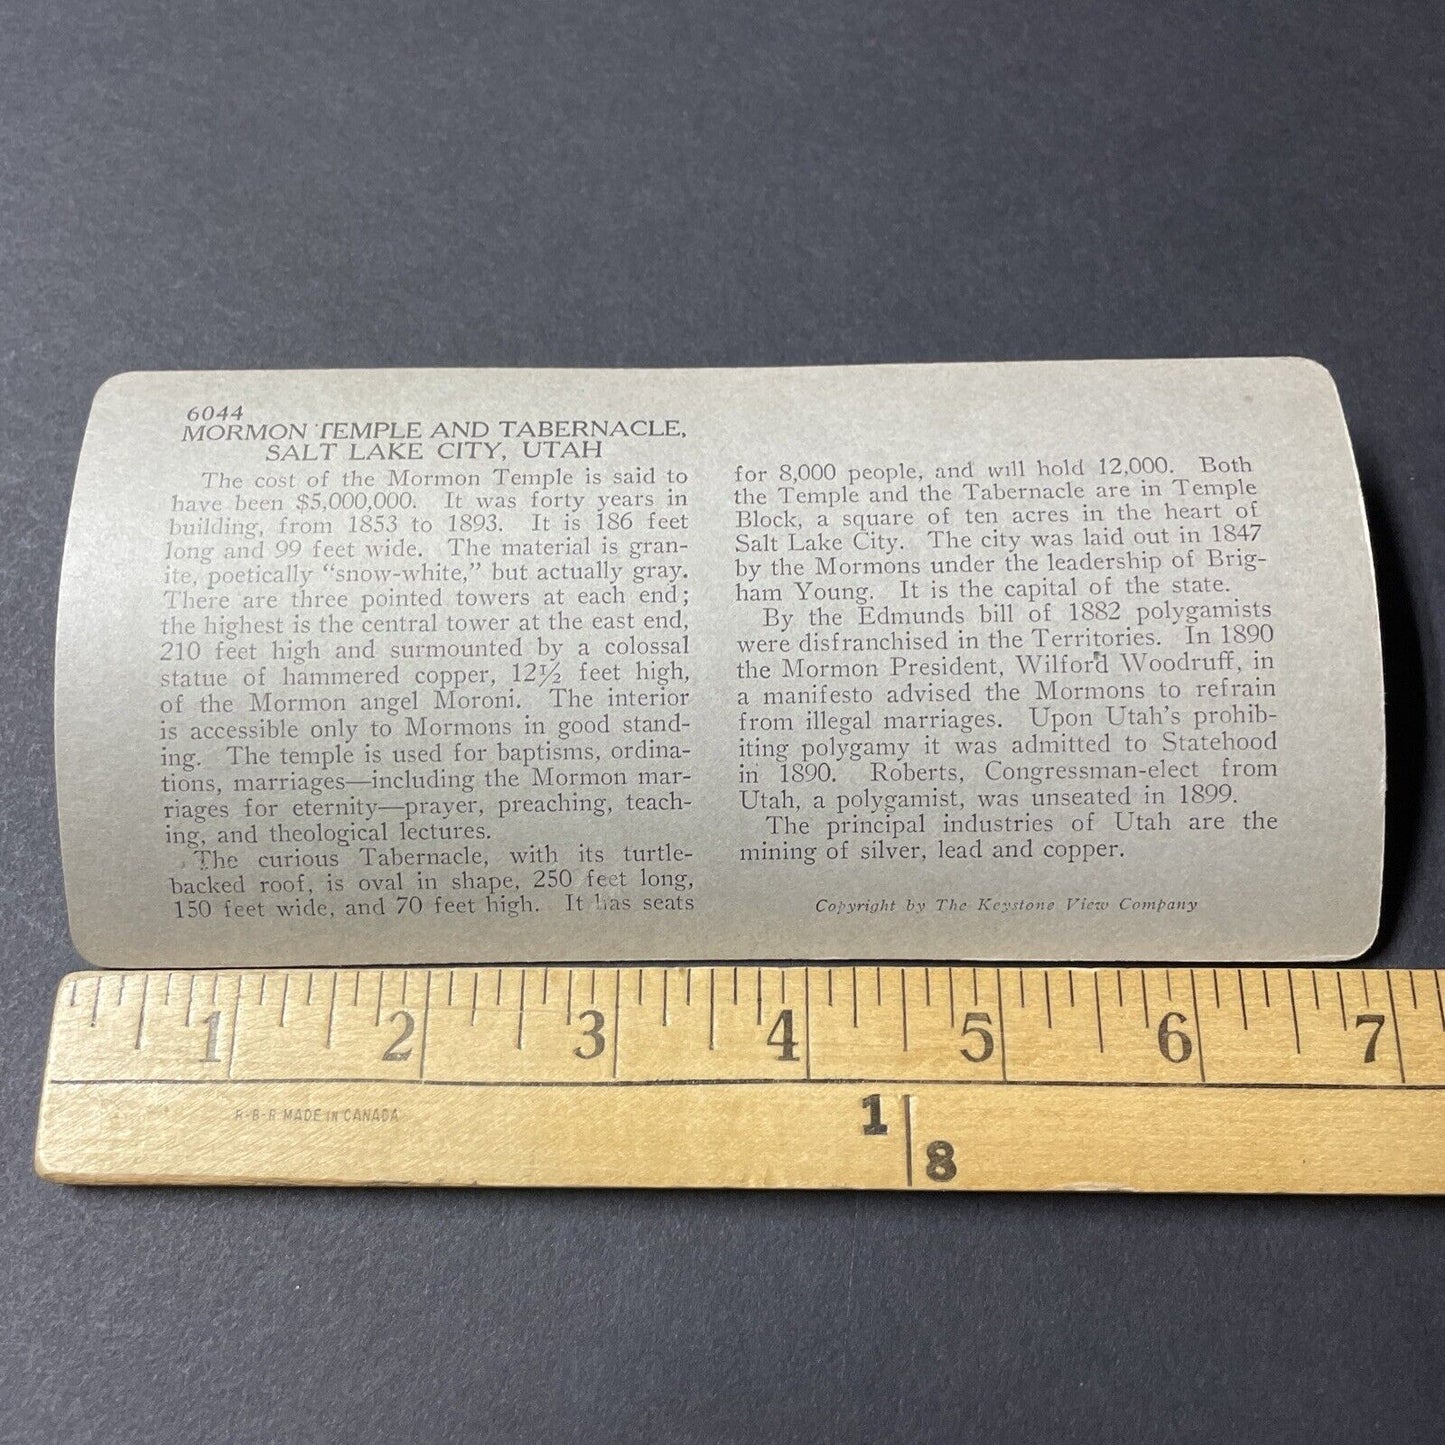 6044
MORMON TEMPLE AND TABERNACLE,
SALT LAKE CITY, UTAH
The cost of the Mormon Temple is said to
have been $5,000,000. It was forty years in
building, from 1853 to 1893. It is 186 feet
long and 99 feet wide. The material is gran-
ite, poetically "snow-white," but actually gray.
There are three pointed towers at each end;
the highest is the central tower at the east end,
210 feet high and surmounted by a colossal
statue of hammered copper, 12½ feet high,
of the Mormon angel Moroni. The interior
is accessible only to Mormons in good stand-
ing. The temple is used for baptisms, ordina-
tions, marriages—including the Mormon mar-
riages for eternity—prayer, preaching, teach-
ing, and theological lectures.
The curious Tabernacle, with its turtle-
backed roof, is oval in shape, 250 feet long,
150 feet wide, and 70 feet high. It has seats
for 8,000 people, and will hold 12,000. Both
the Temple and the Tabernacle are in Temple
Block, a square of ten acres in the heart of
Salt Lake City. The city was laid out in 1847
by the Mormons under the leadership of Brig-
ham Young. It is the capital of the state.
By the Edmunds bill of 1882 polygamists
were disfranchised in the Territories. In 1890
the Mormon President, Wilford Woodruff, in
a manifesto advised the Mormons to refrain
from illegal marriages. Upon Utah's prohib-
iting polygamy it was admitted to Statehood
in 1890. Roberts, Congressman-elect from
Utah, a polygamist, was unseated in 1899.
The principal industries of Utah are the
mining of silver, lead and copper.
Copyright by The Keystone View Company
1 2 3 4 5 6 7
R-B-R MADE IN CANADA
1
8